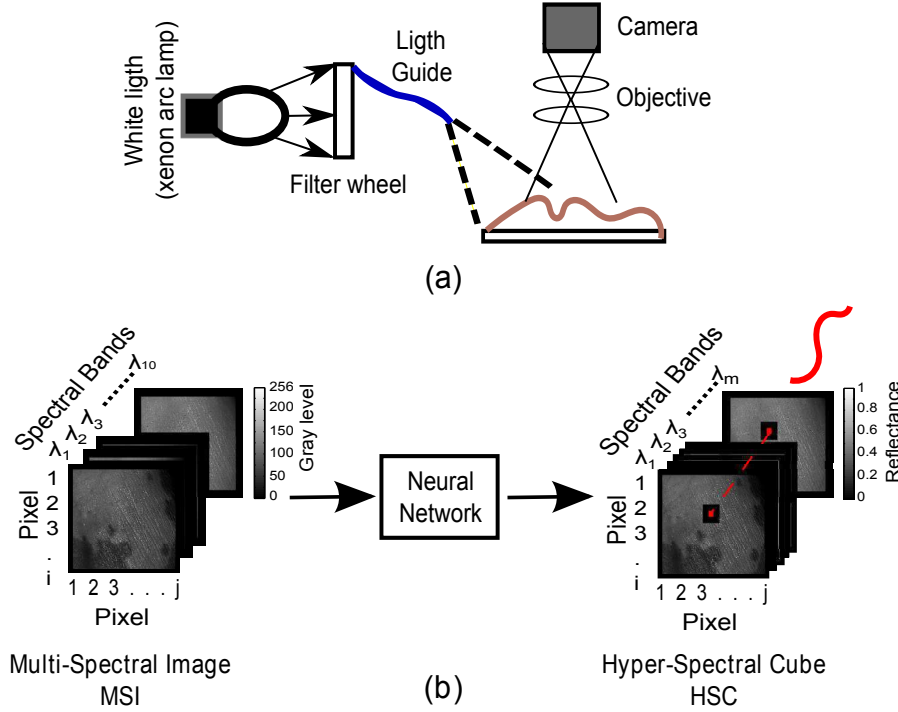 White ligth
(xenon arc lamp)
Filter wheel
Ligth
Guide
Camera
Objective
(a)
Spectral Bands
λ1 λ2 λ3 λ10
256
200
150
100
50
0
Gray level
Pixel
1
2
3
.
i
1 2 3 . . . j
Pixel
Multi-Spectral Image
MSI
Neural
Network
(b)
Spectral Bands
λ1 λ2 λ3 λm
1
0.8
0.6
0.4
0.2
0
Reflectance
Pixel
1
2
3
.
i
1 2 3 . . . j
Pixel
Hyper-Spectral Cube
HSC